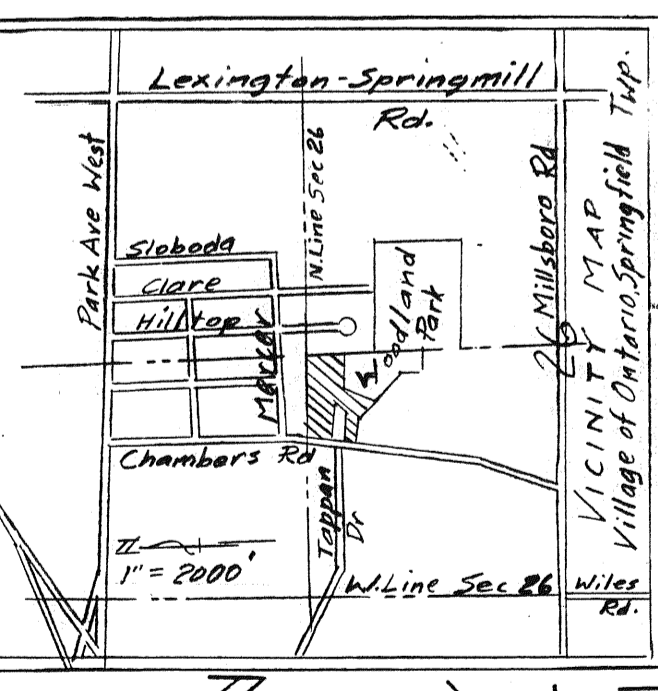 Lexington-Springmill
Rd.
Park Ave West
N. Line Sec 26
Millsboro Rd
26
VICINITY MAP
Village of Ontario, Springfield Twp.
Sloboda
Clare
Hilltop
Mercer
Woodland
Park
Chambers Rd
Tappan
Dr
1" = 2000'
W. Line Sec 26
Wiles
Rd.